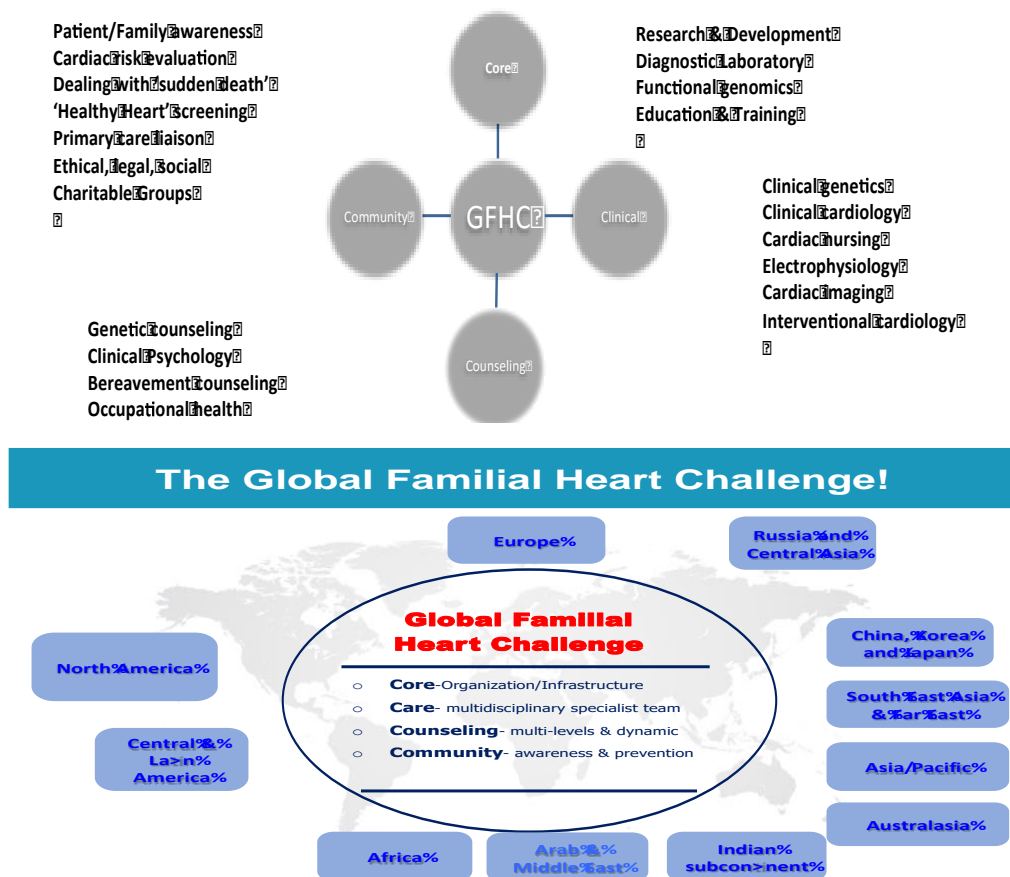 Patient/Family awareness
Cardiac risk evaluation
Dealing with ‘sudden death’
‘Healthy Heart’ screening
Primary care liaison
Ethical, legal, social
Charitable Groups
Core
Research & Development
Diagnostic Laboratory
Functional genomics
Education & Training
Community
GFHC
Clinical
Clinical genetics
Clinical cardiology
Cardiac nursing
Electrophysiology
Cardiac imaging
Interventional cardiology
Genetic counseling
Clinical Psychology
Bereavement counseling
Occupational health
Counseling
The Global Familial Heart Challenge!
Europe%
Russia%and%
Central%Asia%
Global Familial
Heart Challenge
o Core-Organization/Infrastructure
o Care- multidisciplinary specialist team
o Counseling- multi-levels & dynamic
o Community- awareness & prevention
North%America%
Central%&%
La>n%
America%
China,%Korea%
and%Japan%
South%East%Asia%
&%Far%East%
Asia/Pacific%
Australasia%
Africa%
Arab%&%
Middle%East%
Indian%
subcon>nent%